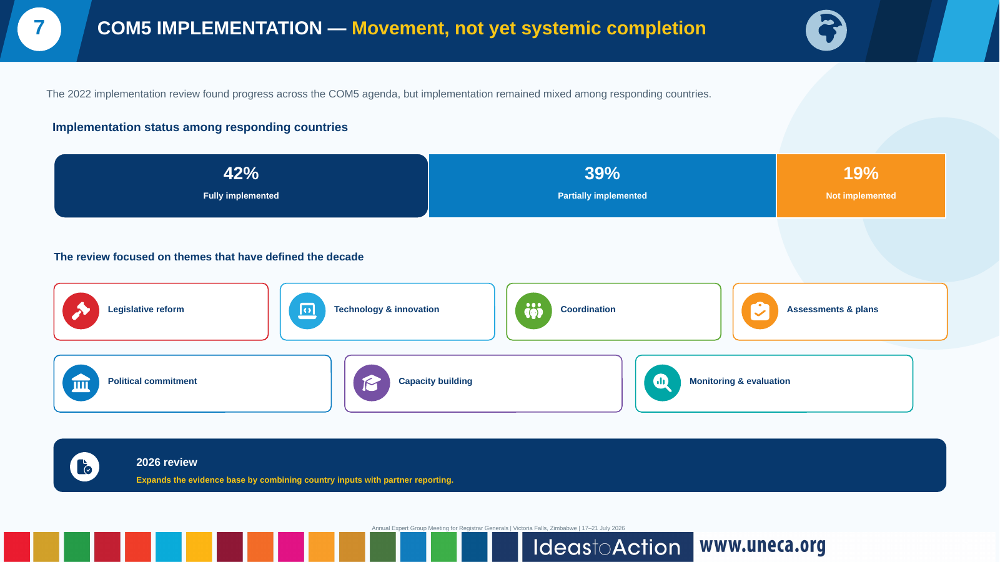 7
COM5 IMPLEMENTATION — Movement, not yet systemic completion
The 2022 implementation review found progress across the COM5 agenda, but implementation remained mixed among responding countries.
Implementation status among responding countries
42%
Fully implemented
39%
Partially implemented
19%
Not implemented
The review focused on themes that have defined the decade
Legislative reform
Technology & innovation
Coordination
Assessments & plans
Political commitment
Capacity building
Monitoring & evaluation
2026 review
Expands the evidence base by combining country inputs with partner reporting.
Annual Expert Group Meeting for Registrar Generals | Victoria Falls, Zimbabwe | 17–21 July 2026
IdeastoAction
www.uneca.org